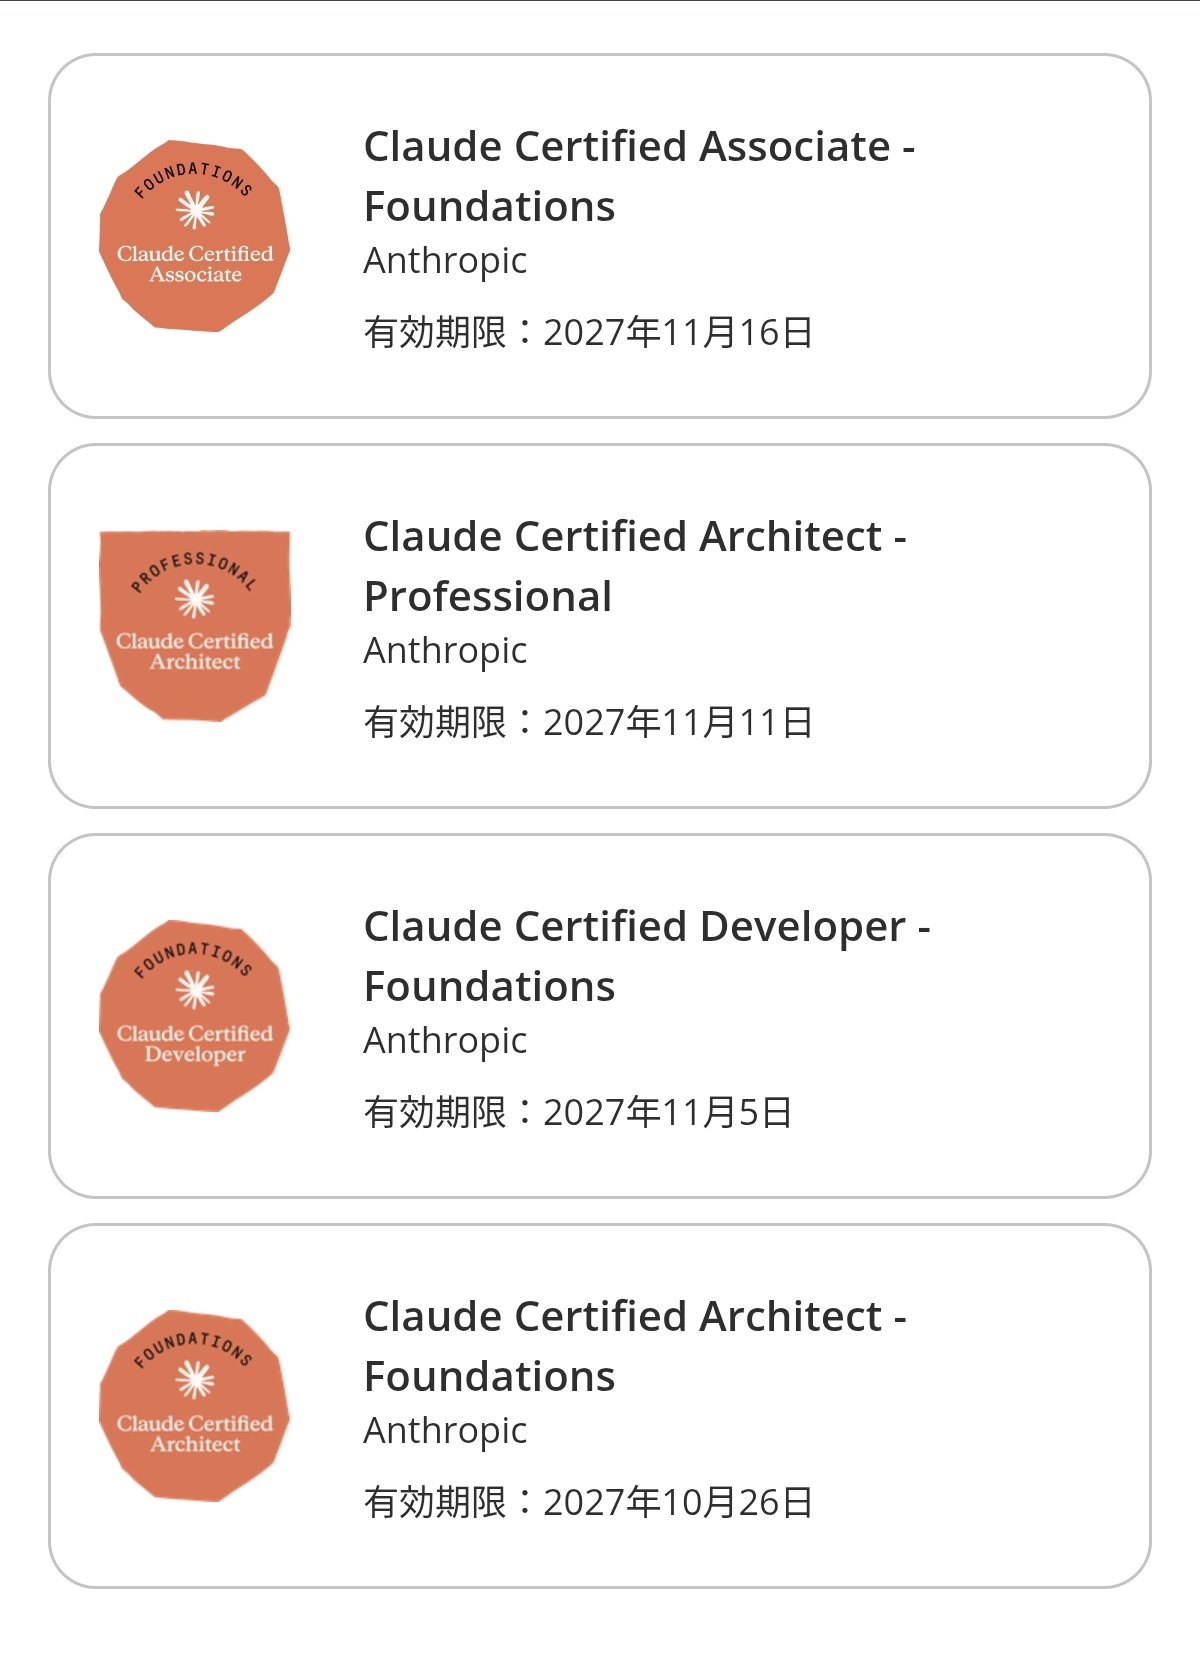 FOUNDATIONS
Claude Certified
Associate
Claude Certified Associate -
Foundations
Anthropic
有効期限：2027年11月16日
PROFESSIONAL
Claude Certified
Architect
Claude Certified Architect -
Professional
Anthropic
有効期限：2027年11月11日
FOUNDATIONS
Claude Certified
Developer
Claude Certified Developer -
Foundations
Anthropic
有効期限：2027年11月5日
FOUNDATIONS
Claude Certified
Architect
Claude Certified Architect -
Foundations
Anthropic
有効期限：2027年10月26日